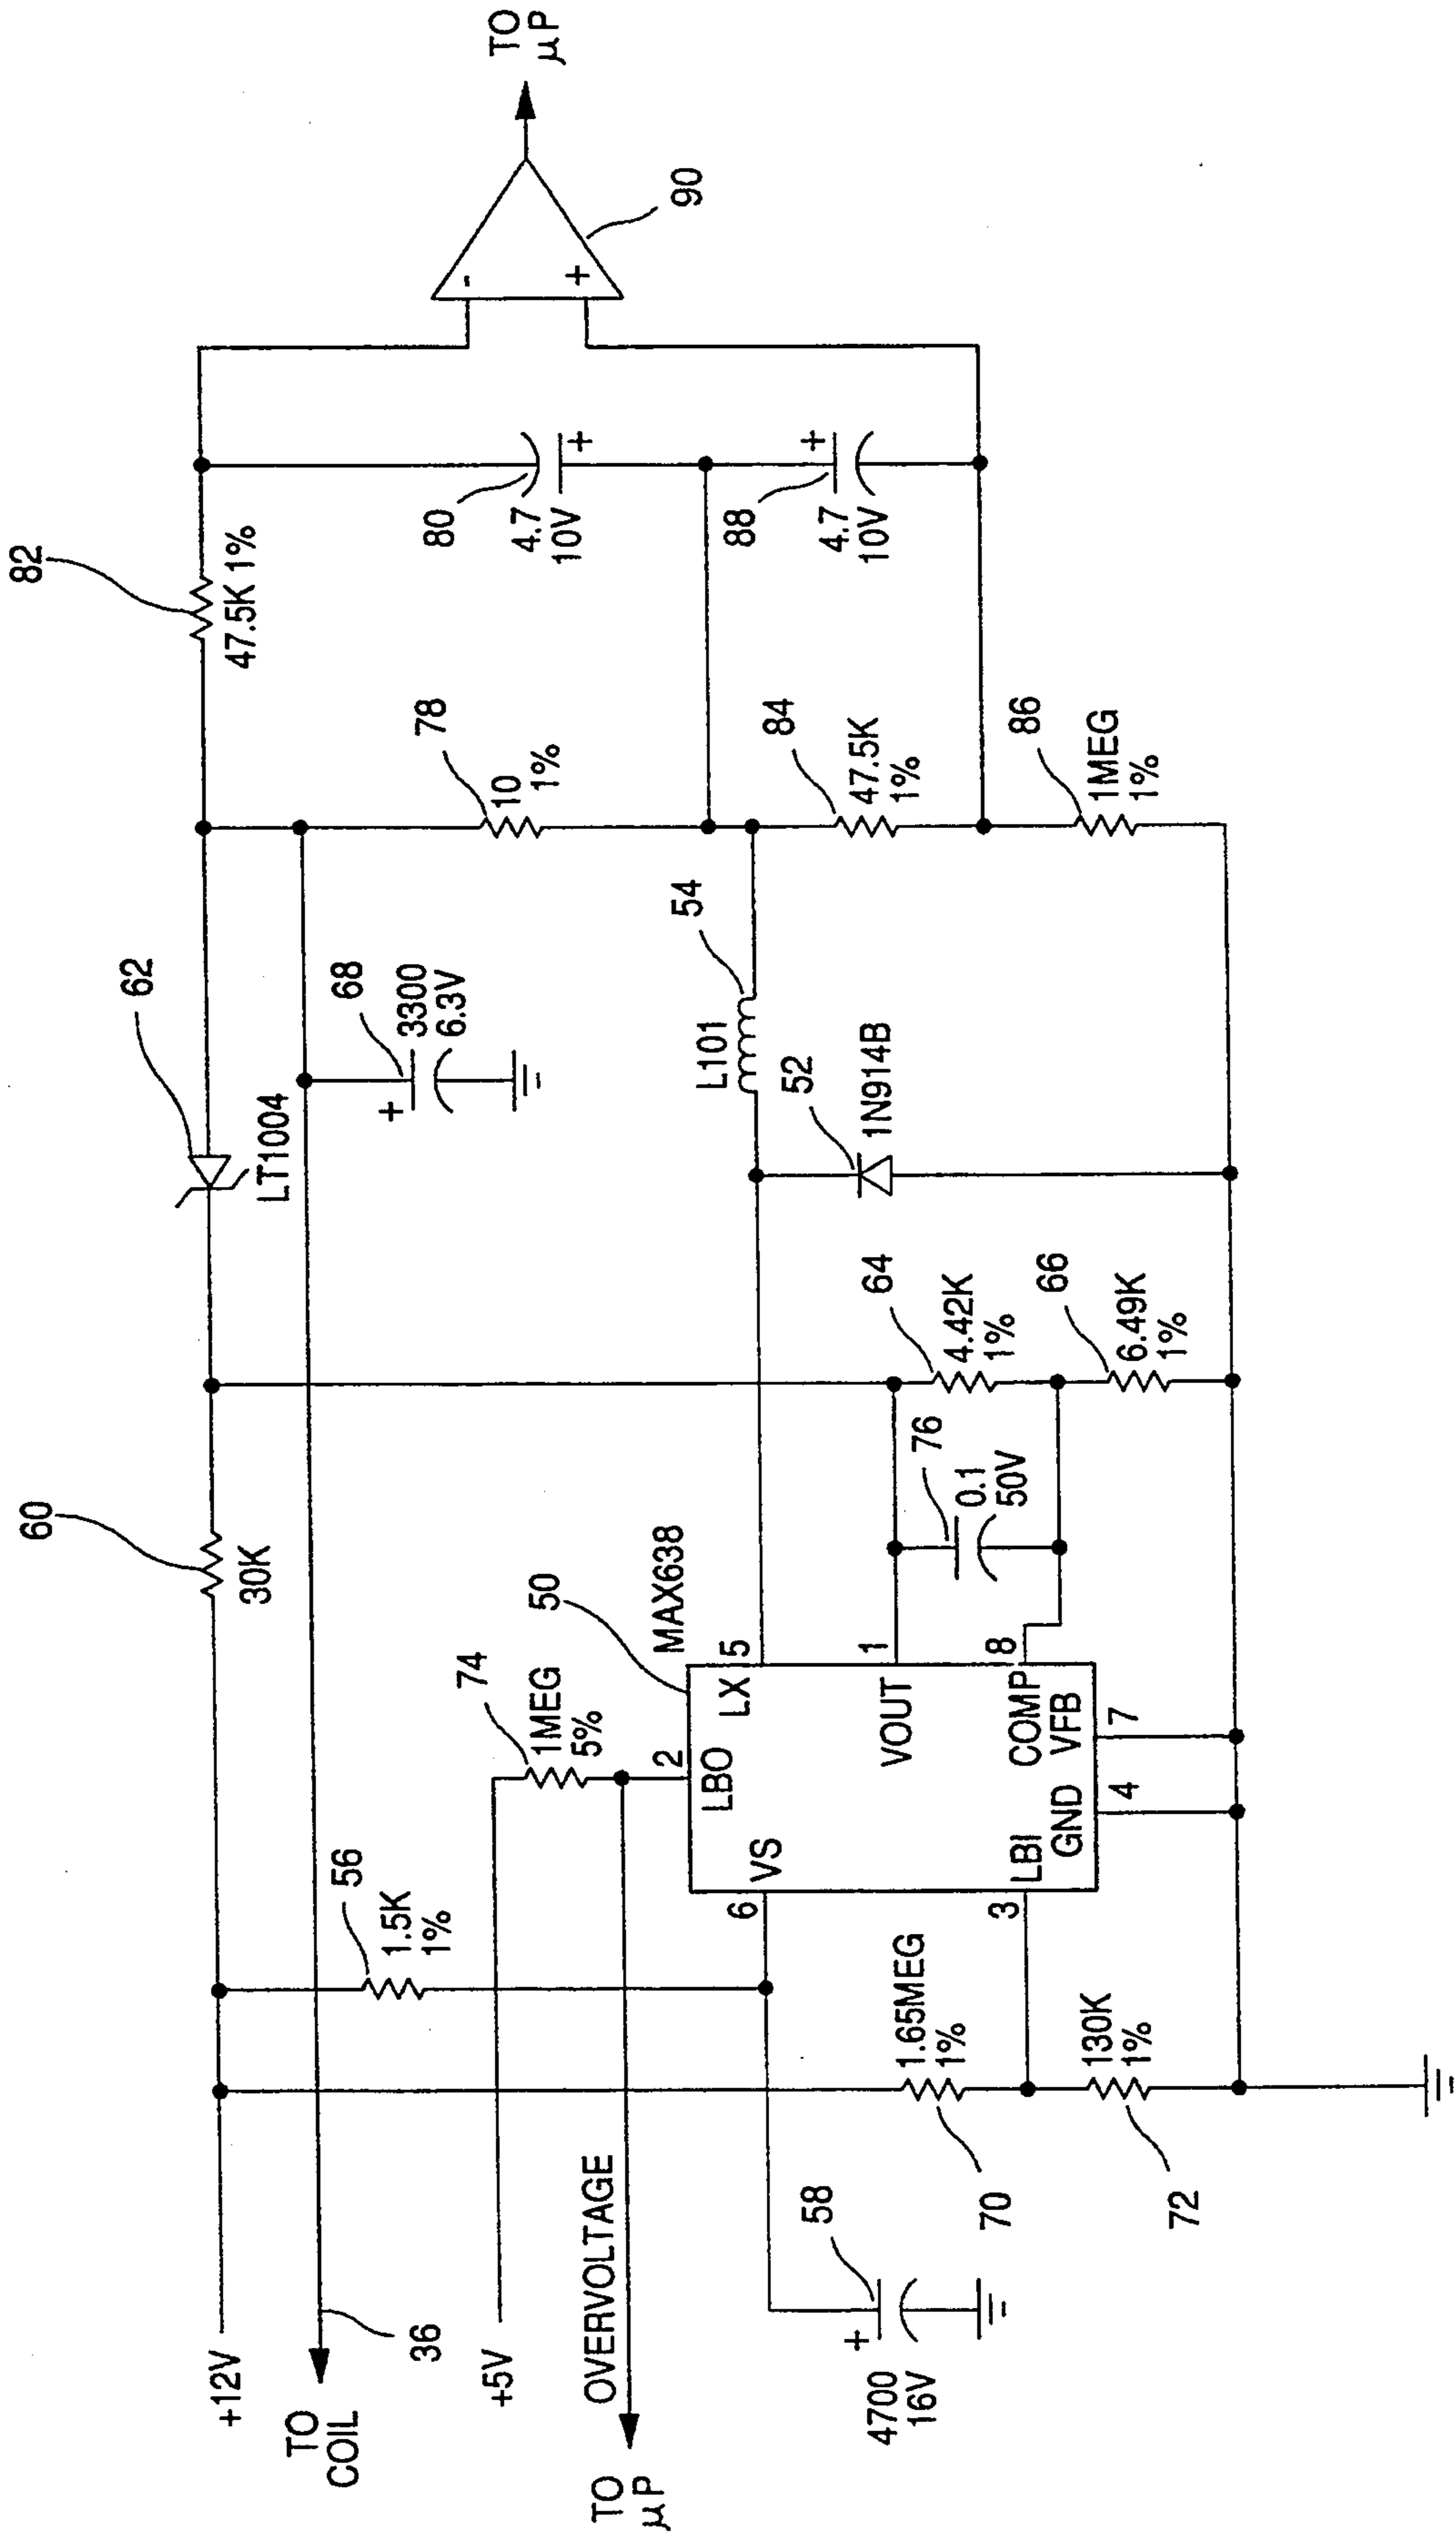 +12V
TO
COIL
36
+5V
OVERVOLTAGE
TO
μP
60
30K
62
LT1004
82
47.5K 1%
56
1.5K
1%
74
1MEG
5%
68
+
3300
6.3V
78
10
1%
80
4.7
10V
+
88
4.7
10V
+
-
+
90
TO
μP
50
MAX638
VS
6
LBO
2
LX
5
VOUT
1
COMP
8
VFB
7
GND
4
LBI
3
58
+
4700
16V
70
1.65MEG
1%
72
130K
1%
76
0.1
50V
64
4.42K
1%
66
6.49K
1%
L101
54
52
1N914B
84
47.5K
1%
86
1MEG
1%